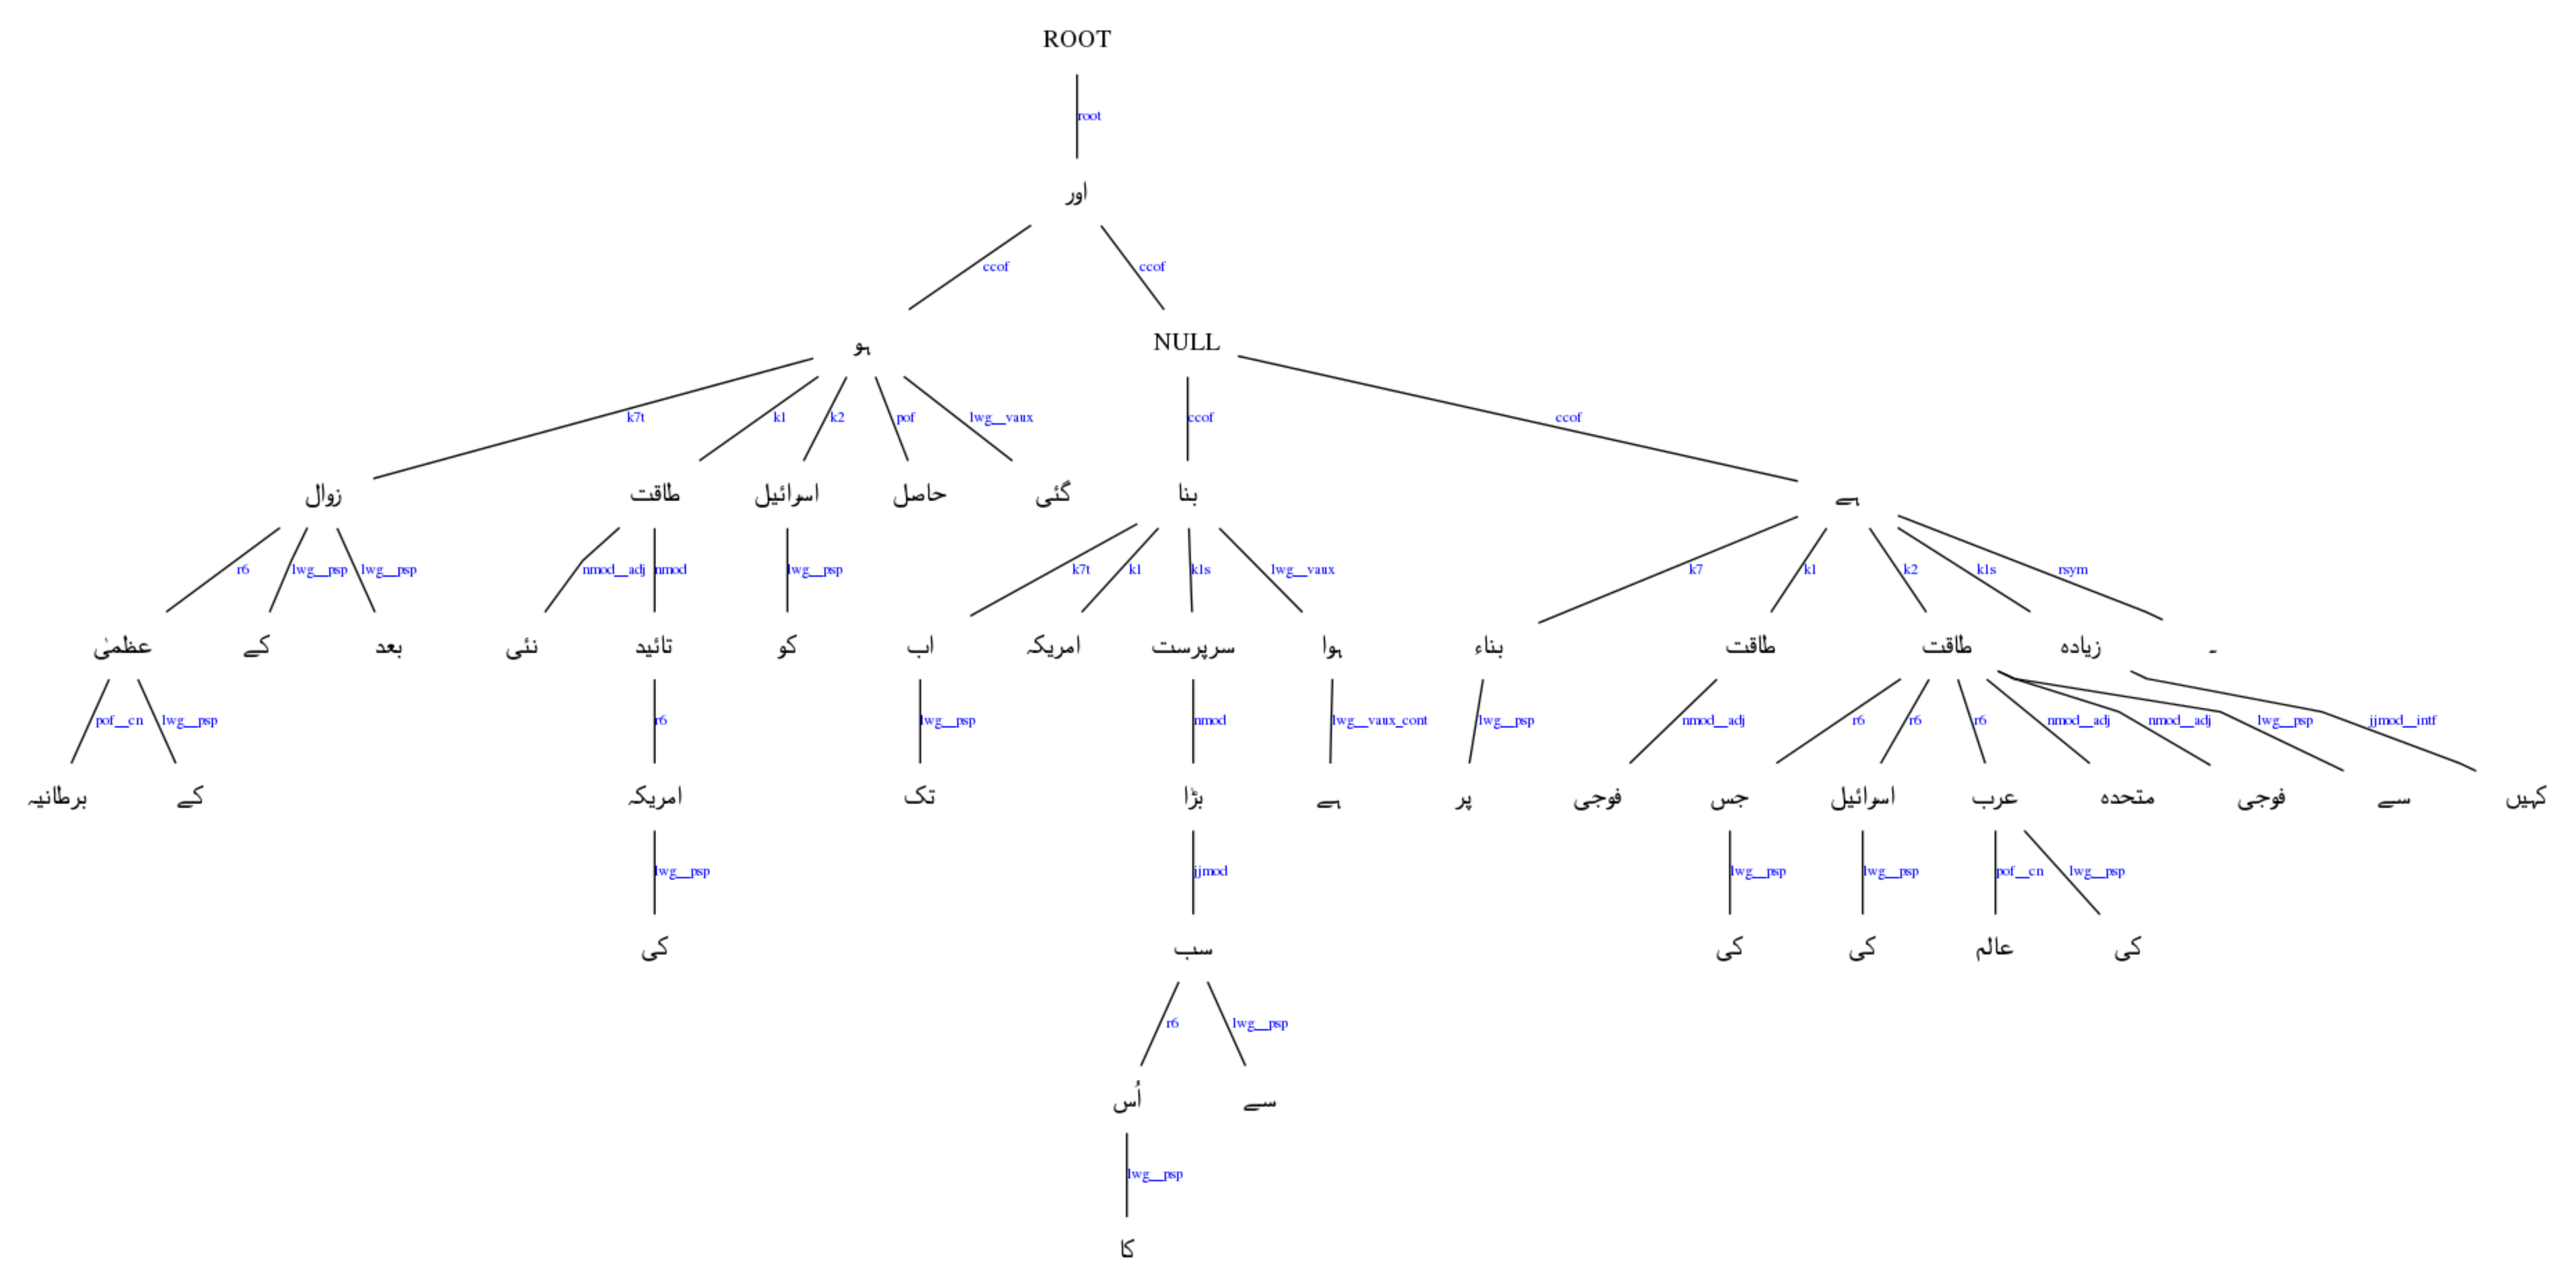 ROOT
root
اور
ccof ccof
ہو NULL
k7t k1 k2 pof lwg__vaux ccof ccof
زوال طاقت اسرائیل حاصل گئی بنا ہے
r6 lwg__psp lwg__psp nmod__adj nmod lwg__psp k7t k1 k1s lwg__vaux k7 k1 k2 k1s rsym
عظمیٰ کے بعد نئی تائید کو اب امریکہ سرپرست ہوا بناء طاقت طاقت زیادہ ۔
pof__cn lwg__psp r6 lwg__psp nmod lwg__vaux_cont lwg__psp nmod__adj r6 r6 r6 nmod__adj nmod__adj lwg__psp jjmod__intf
برطانیہ کے امریکہ تک بڑا ہے پر فوجی جس اسرائیل عرب متحدہ فوجی سے کہیں
lwg__psp jjmod lwg__psp lwg__psp pof__cn lwg__psp
کی سب کی کی عالم کی
r6 lwg__psp
اُس سے
lwg__psp
کا